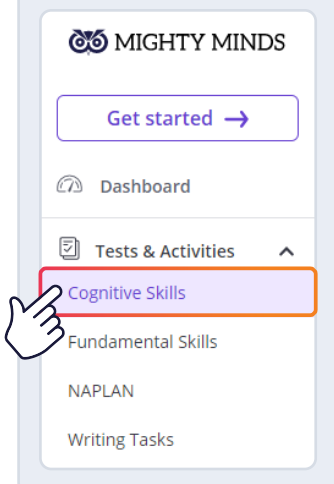 MIGHTY MINDS
Get started →
Dashboard
Tests & Activities
Cognitive Skills
Fundamental Skills
NAPLAN
Writing Tasks